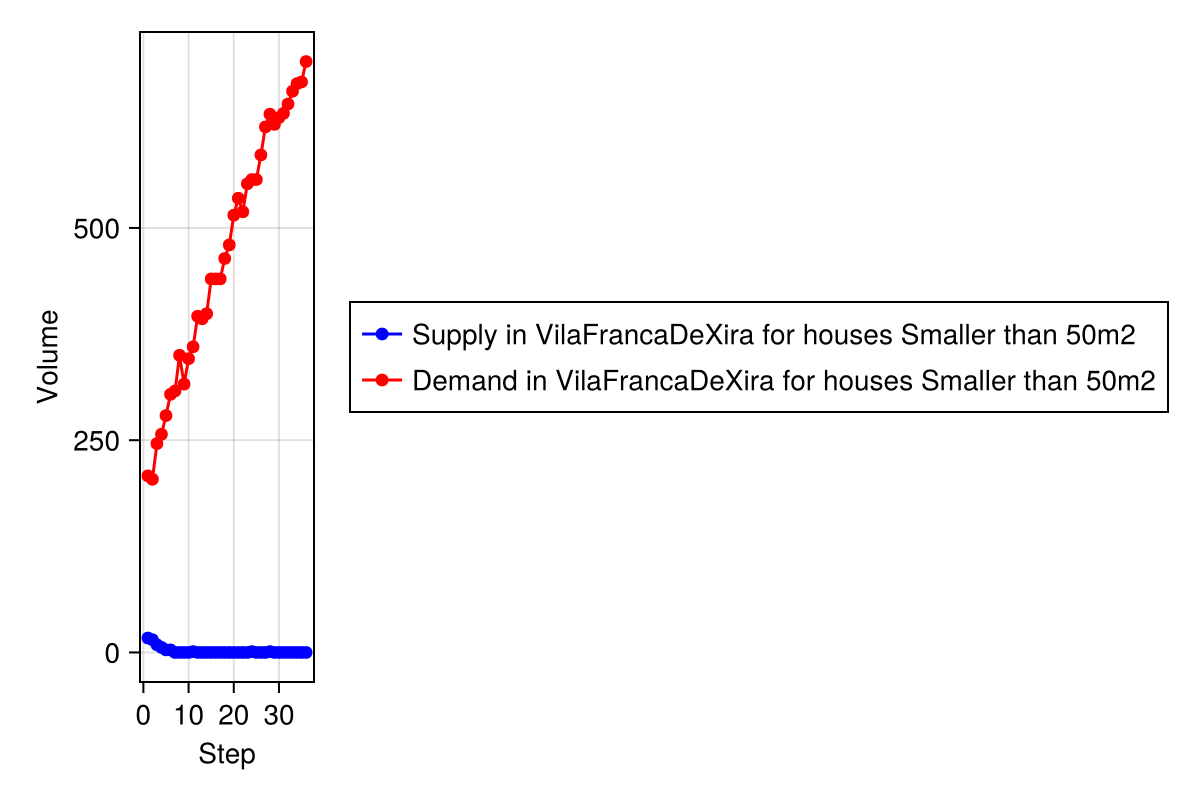 Volume
500
250
0
0 10 20 30
Step
Supply in VilaFrancaDeXira for houses Smaller than 50m2
Demand in VilaFrancaDeXira for houses Smaller than 50m2